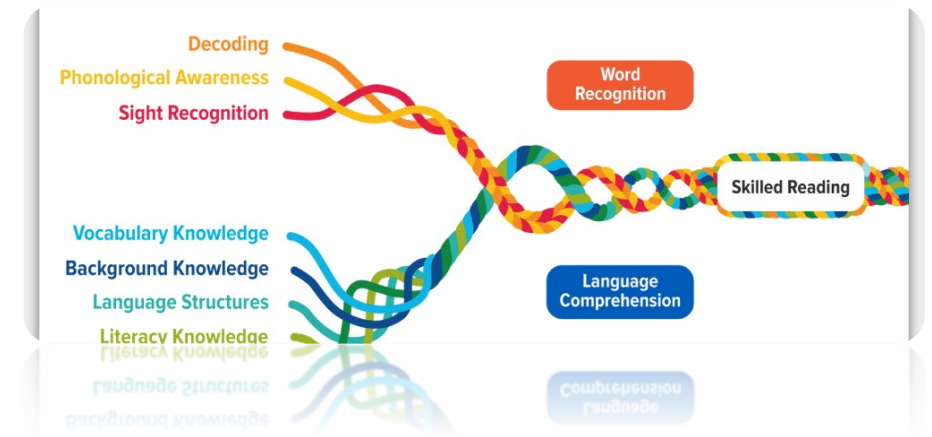 Decoding
Phonological Awareness
Sight Recognition
Word
Recognition
Skilled Reading
Vocabulary Knowledge
Background Knowledge
Language Structures
Literacy Knowledge
Language
Comprehension